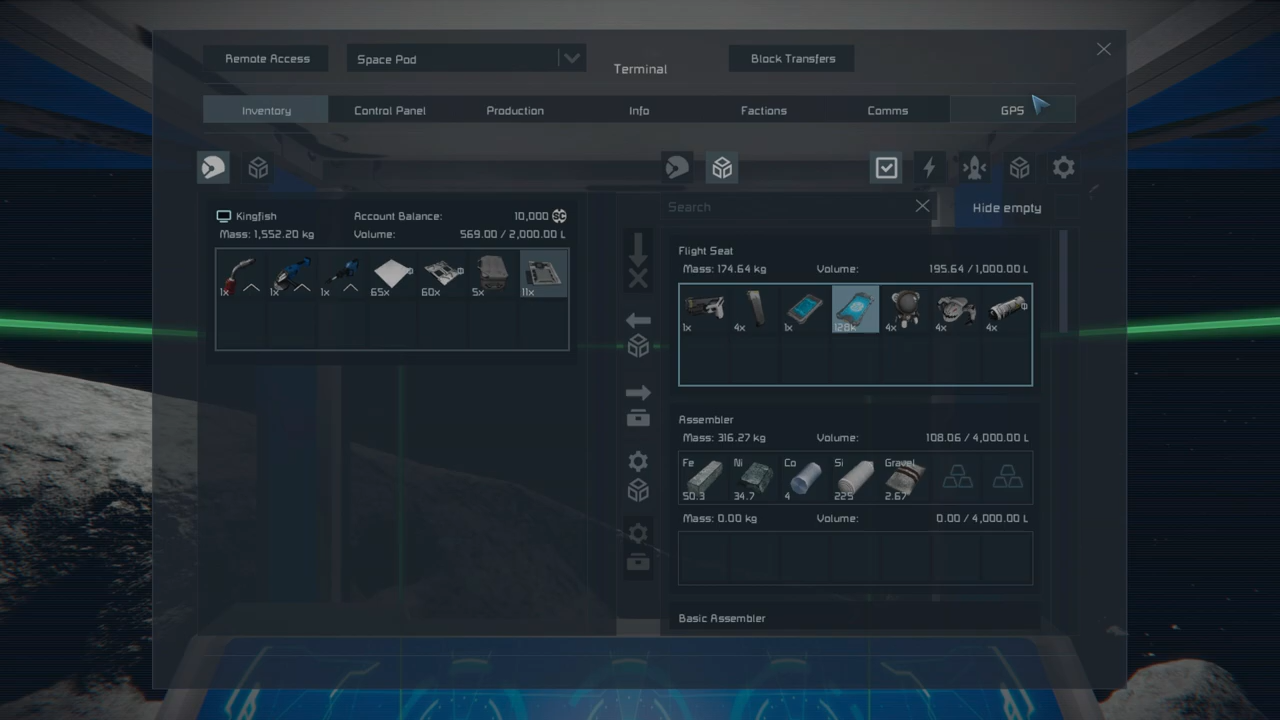 Remote Access
Space Pod
Terminal
Block Transfers
Inventory
Control Panel
Production
Info
Factions
Comms
GPS
Search
Hide empty
Kingfish
Account Balance: 10,000 SC
Mass: 1,552.20 kg
Volume: 569.00 / 2,000.00 L
1x
1x
1x
65x
60x
5x
11x
Flight Seat
Mass: 174.64 kg
Volume: 195.64 / 1,000.00 L
1x
4x
1x
128k
4x
4x
4x
Assembler
Mass: 316.27 kg
Volume: 108.06 / 4,000.00 L
Fe
Ni
Co
Si
Gravel
50.3
34.7
4
225
2.67
Mass: 0.00 kg
Volume: 0.00 / 4,000.00 L
Basic Assembler